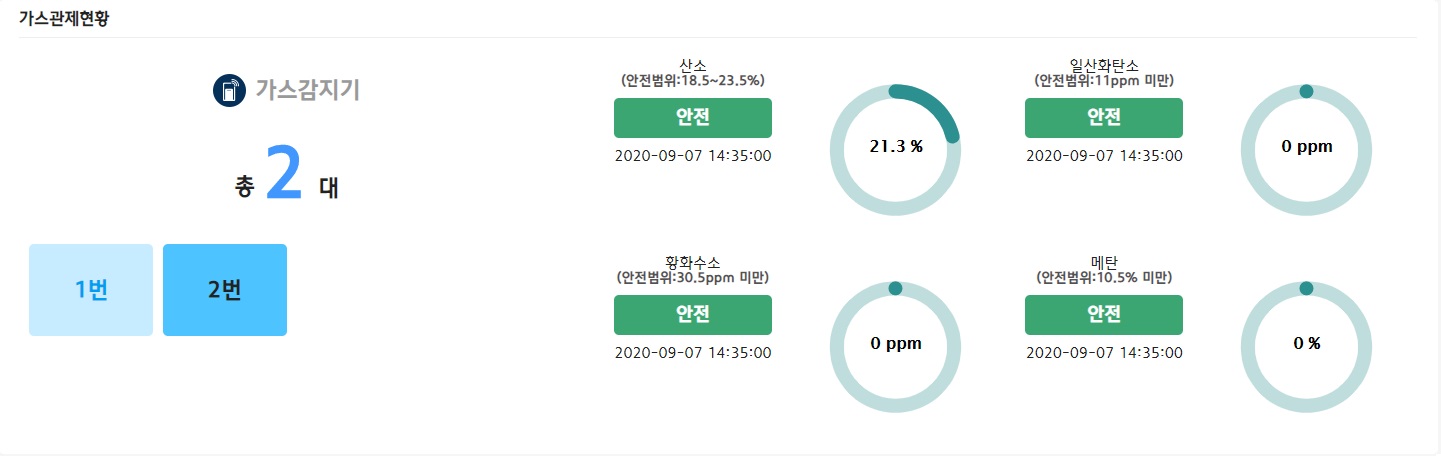 가스관제현황
가스감지기
총 2 대
1번
2번
산소
(안전범위:18.5~23.5%)
안전
2020-09-07 14:35:00
21.3 %
일산화탄소
(안전범위:11ppm 미만)
안전
2020-09-07 14:35:00
0 ppm
황화수소
(안전범위:30.5ppm 미만)
안전
2020-09-07 14:35:00
0 ppm
메탄
(안전범위:10.5% 미만)
안전
2020-09-07 14:35:00
0 %